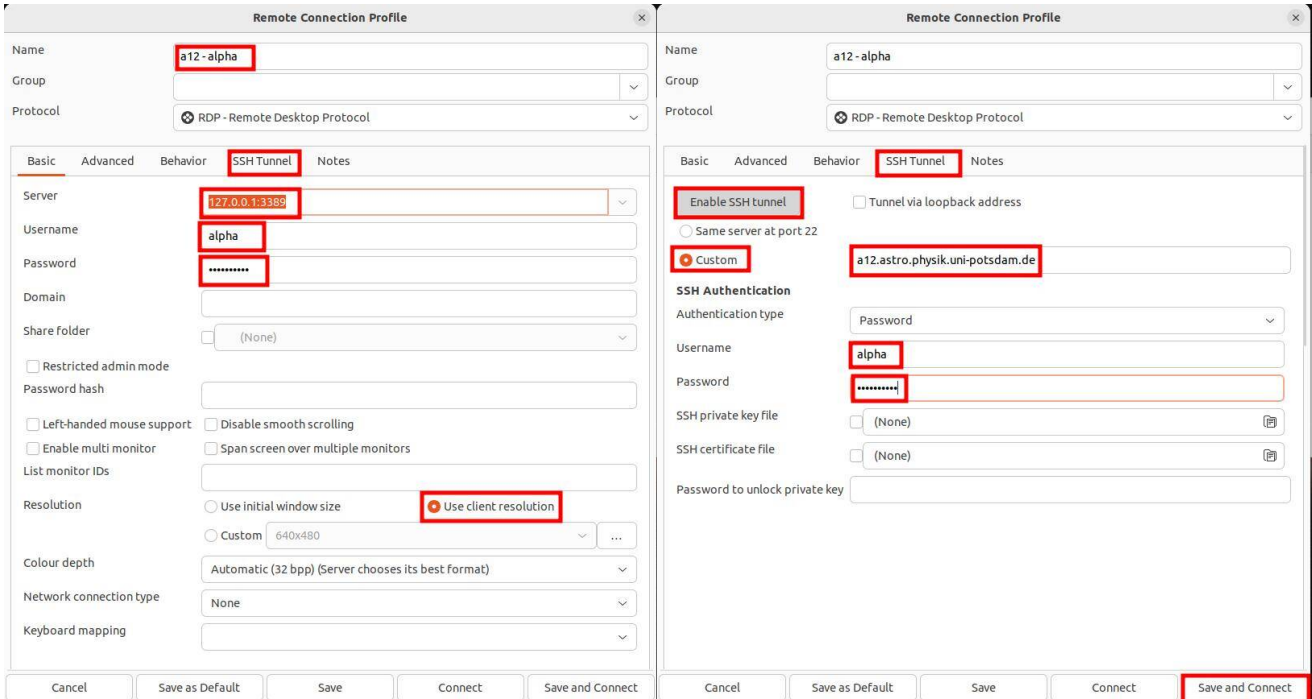 Remote Connection Profile
Name
a12 - alpha
Group
Protocol
RDP - Remote Desktop Protocol
Basic Advanced Behavior SSH Tunnel Notes
Server
127.0.0.1:3389
Username
alpha
Password
••••••••••
Domain
Share folder
(None)
Restricted admin mode
Password hash
Left-handed mouse support Disable smooth scrolling
Enable multi monitor Span screen over multiple monitors
List monitor IDs
Resolution
Use initial window size Use client resolution
Custom 640x480 ...
Colour depth
Automatic (32 bpp) (Server chooses its best format)
Network connection type
None
Keyboard mapping
Cancel Save as Default Save Connect Save and Connect
Remote Connection Profile
Name
a12 - alpha
Group
Protocol
RDP - Remote Desktop Protocol
Basic Advanced Behavior SSH Tunnel Notes
Enable SSH tunnel Tunnel via loopback address
Same server at port 22
Custom a12.astro.physik.uni-potsdam.de
SSH Authentication
Authentication type
Password
Username
alpha
Password
••••••••••
SSH private key file
(None)
SSH certificate file
(None)
Password to unlock private key
Cancel Save as Default Save Connect Save and Connect